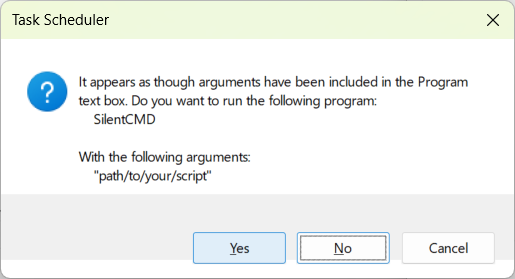 Task Scheduler
It appears as though arguments have been included in the Program
text box. Do you want to run the following program:
SilentCMD
With the following arguments:
"path/to/your/script"
Yes No Cancel